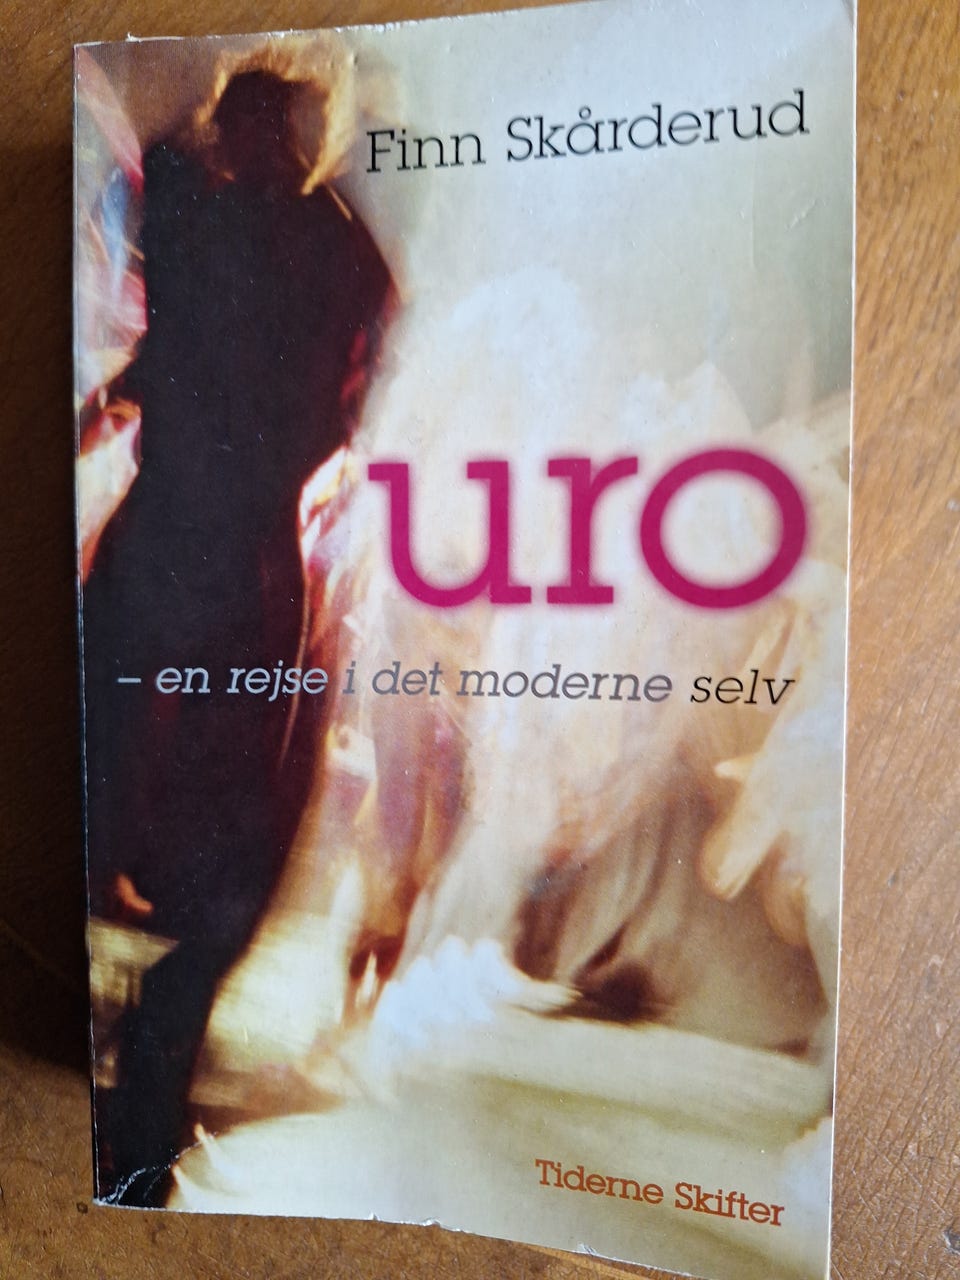 Finn Skårderud
uro
– en rejse i det moderne selv
Tiderne Skifter